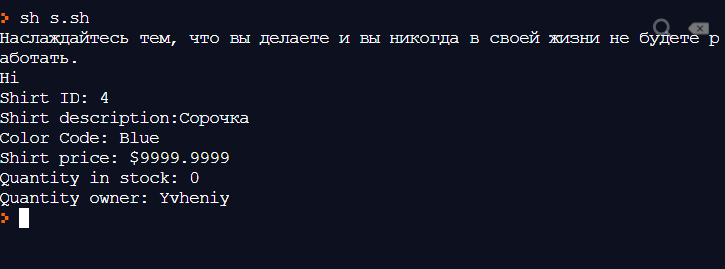 > sh s.sh
Наслаждайтесь тем, что вы делаете и вы никогда в своей жизни не будете р
аботать.
Hi
Shirt ID: 4
Shirt description:Сорочка
Color Code: Blue
Shirt price: $9999.9999
Quantity in stock: 0
Quantity owner: Yvheniy
>